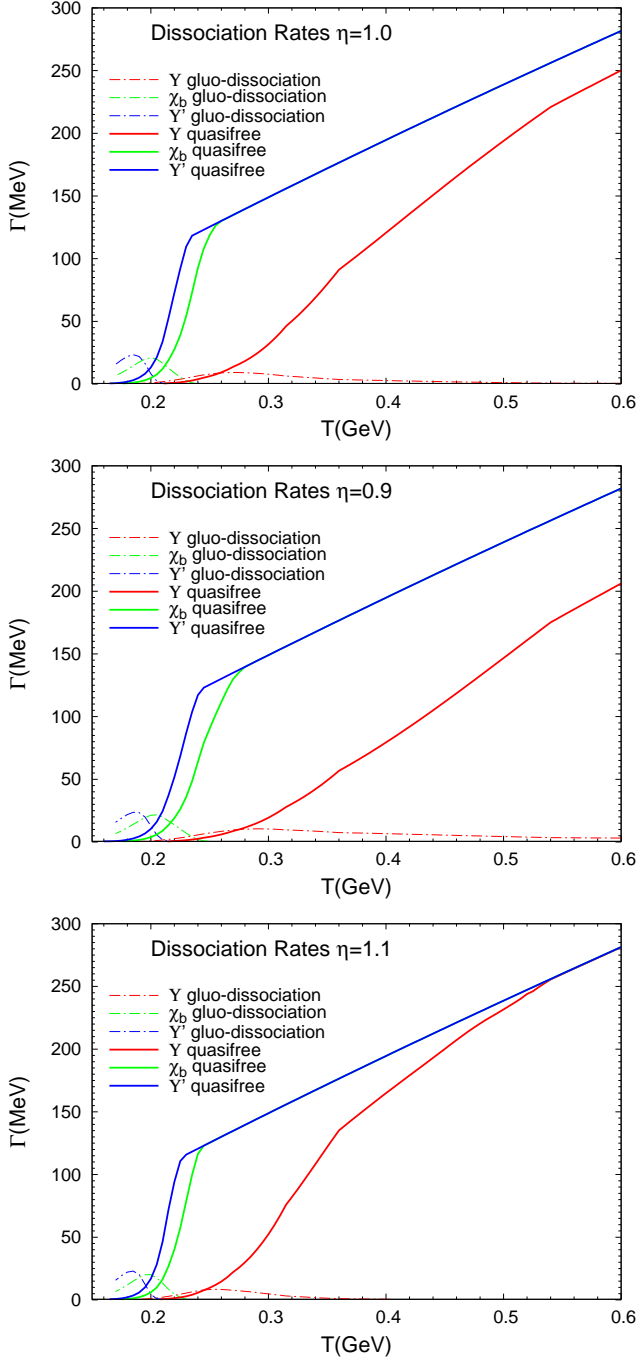 Dissociation Rates η=1.0
ϒ gluo-dissociation
χb gluo-dissociation
ϒ' gluo-dissociation
ϒ quasifree
χb quasifree
ϒ' quasifree
Γ(MeV)
300
250
200
150
100
50
0
0.2 0.3 0.4 0.5 0.6
T(GeV)
Dissociation Rates η=0.9
ϒ gluo-dissociation
χb gluo-dissociation
ϒ' gluo-dissociation
ϒ quasifree
χb quasifree
ϒ' quasifree
Γ(MeV)
300
250
200
150
100
50
0
0.2 0.3 0.4 0.5 0.6
T(GeV)
Dissociation Rates η=1.1
ϒ gluo-dissociation
χb gluo-dissociation
ϒ' gluo-dissociation
ϒ quasifree
χb quasifree
ϒ' quasifree
Γ(MeV)
300
250
200
150
100
50
0
0.2 0.3 0.4 0.5 0.6
T(GeV)